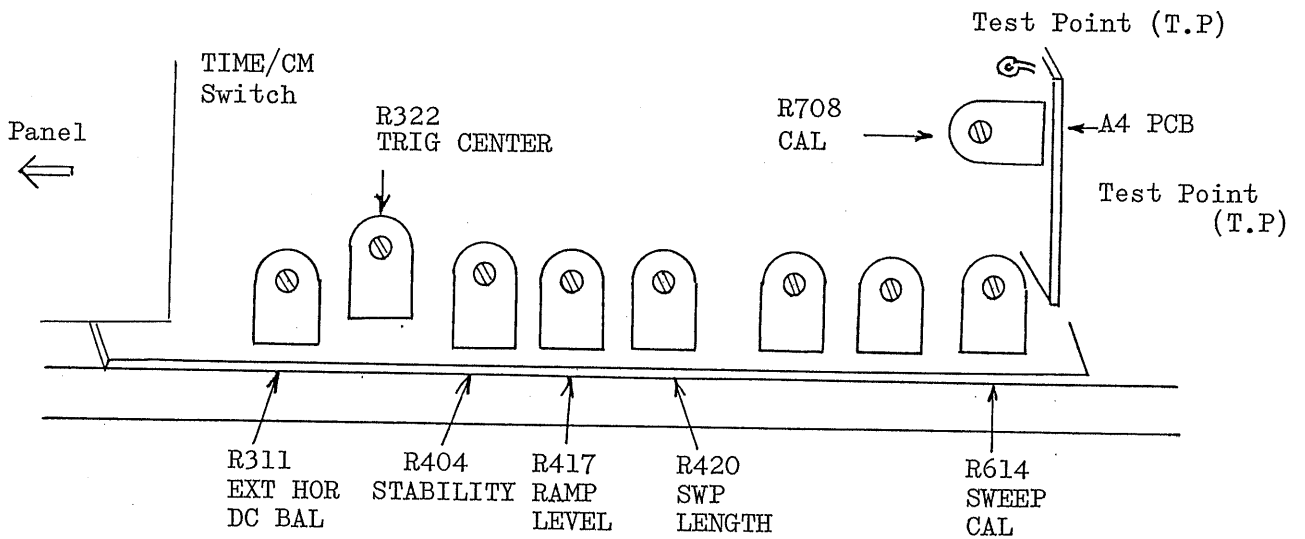 Test Point (T.P)
TIME/CM
Switch
Panel
R322
TRIG CENTER
R708
CAL
A4 PCB
Test Point
(T.P)
R311
EXT HOR
DC BAL
R404
STABILITY
R417
RAMP
LEVEL
R420
SWP
LENGTH
R614
SWEEP
CAL